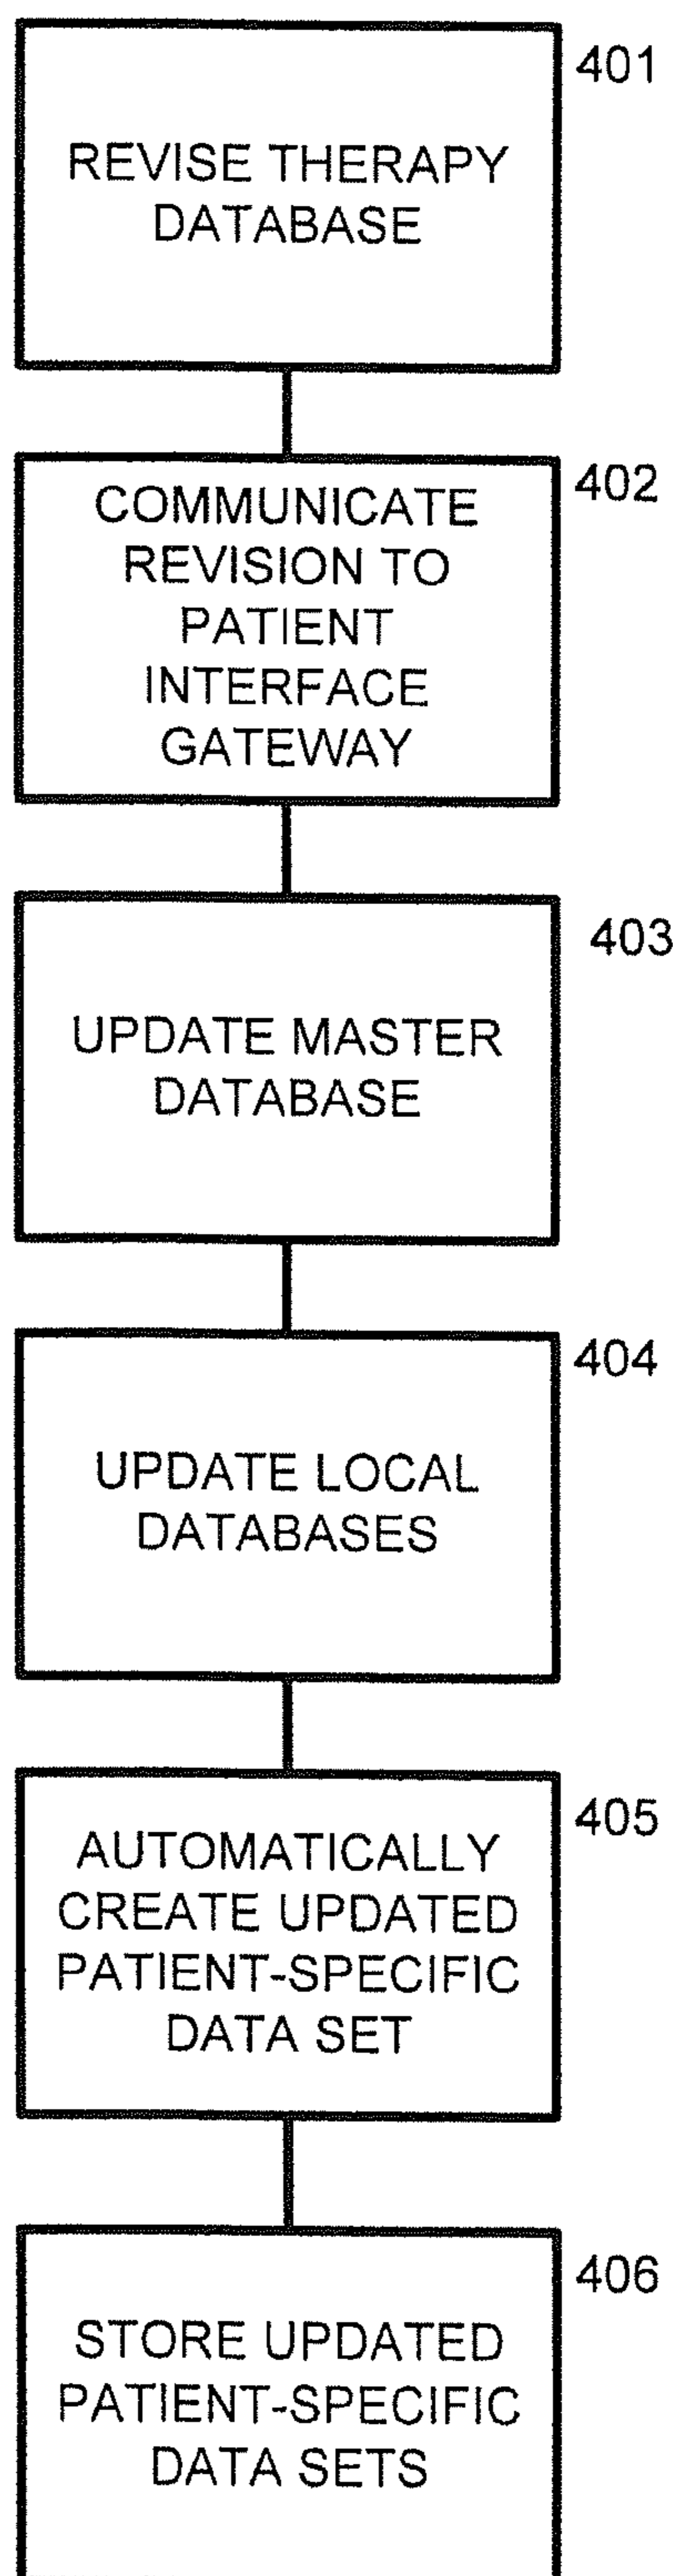 401
REVISE THERAPY
DATABASE
402
COMMUNICATE
REVISION TO
PATIENT
INTERFACE
GATEWAY
403
UPDATE MASTER
DATABASE
404
UPDATE LOCAL
DATABASES
405
AUTOMATICALLY
CREATE UPDATED
PATIENT-SPECIFIC
DATA SET
406
STORE UPDATED
PATIENT-SPECIFIC
DATA SETS